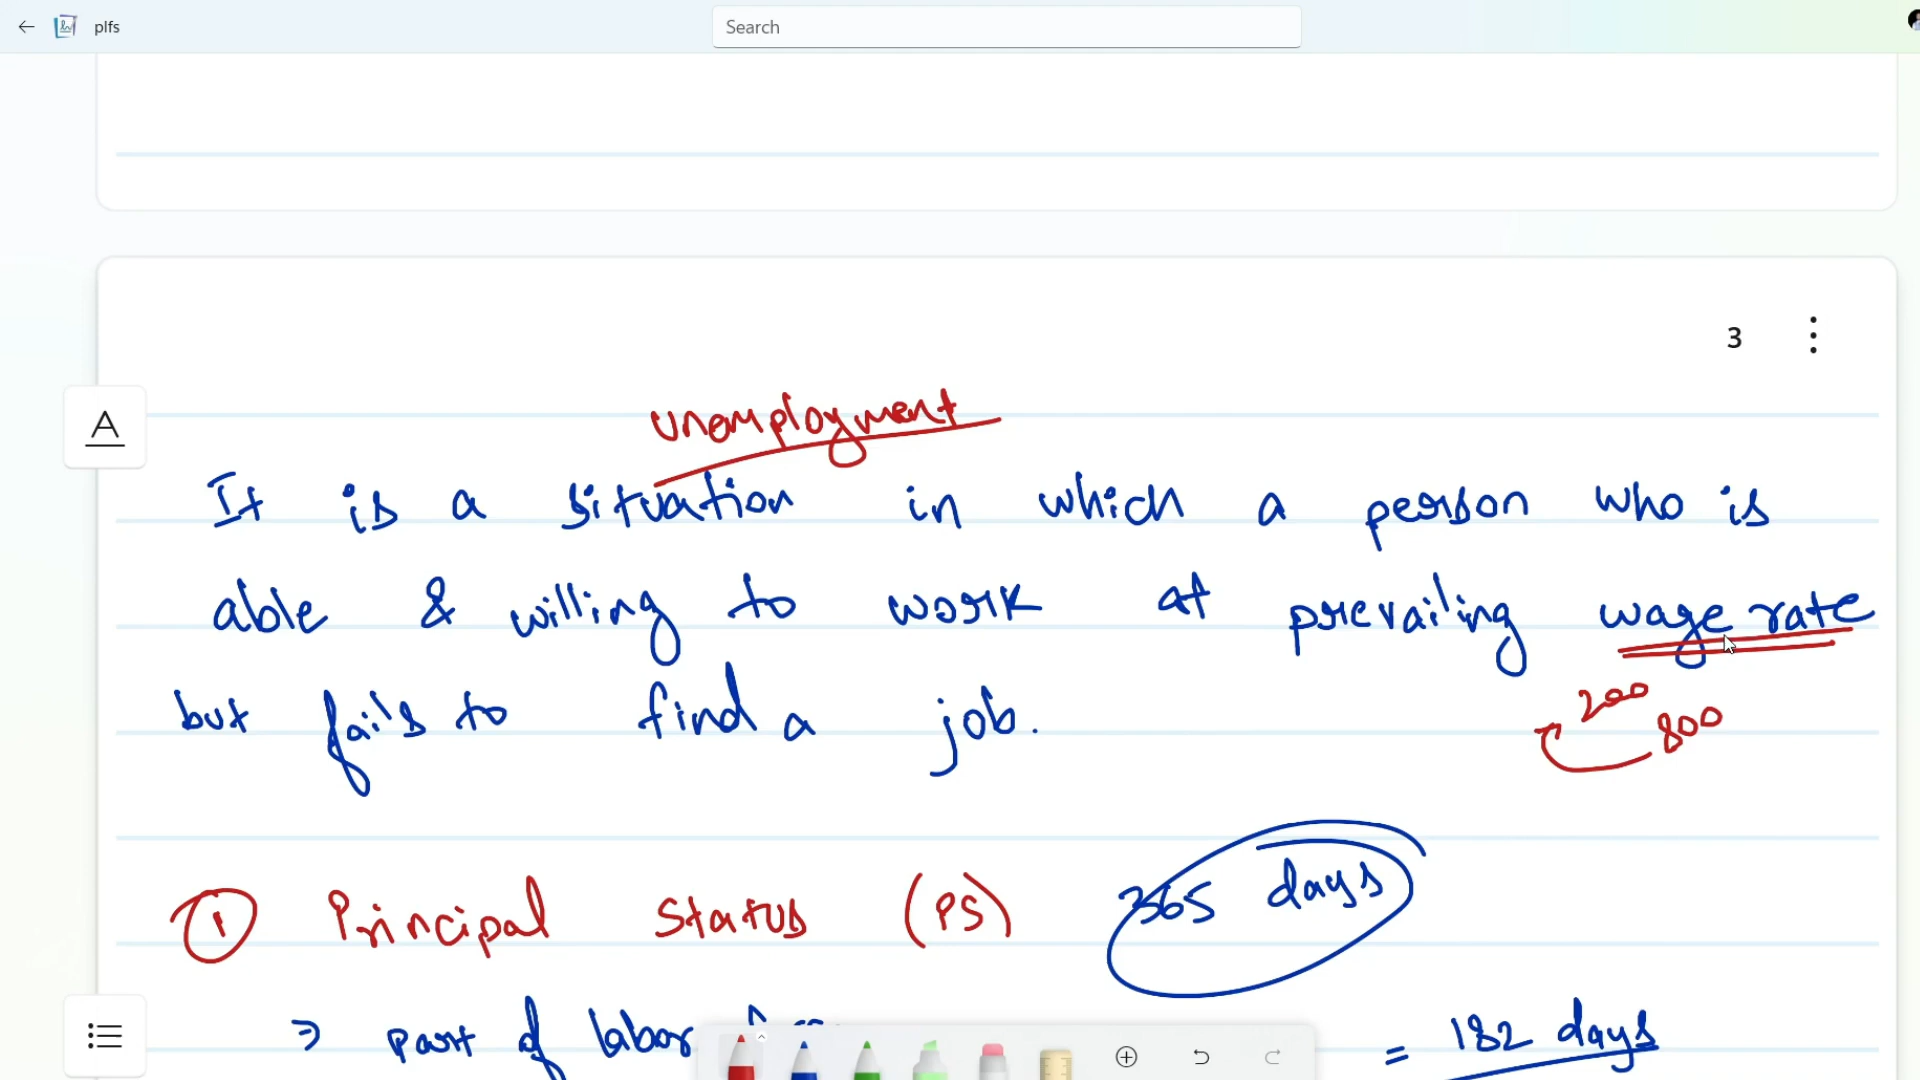 plfs
Search
3
A
unemployment
It is a situation in which a person who is
able & willing to work at prevailing wage rate
but fails to find a job.
200
800
1 Principal Status (PS) 365 days
⇒ part of labor
= 182 days